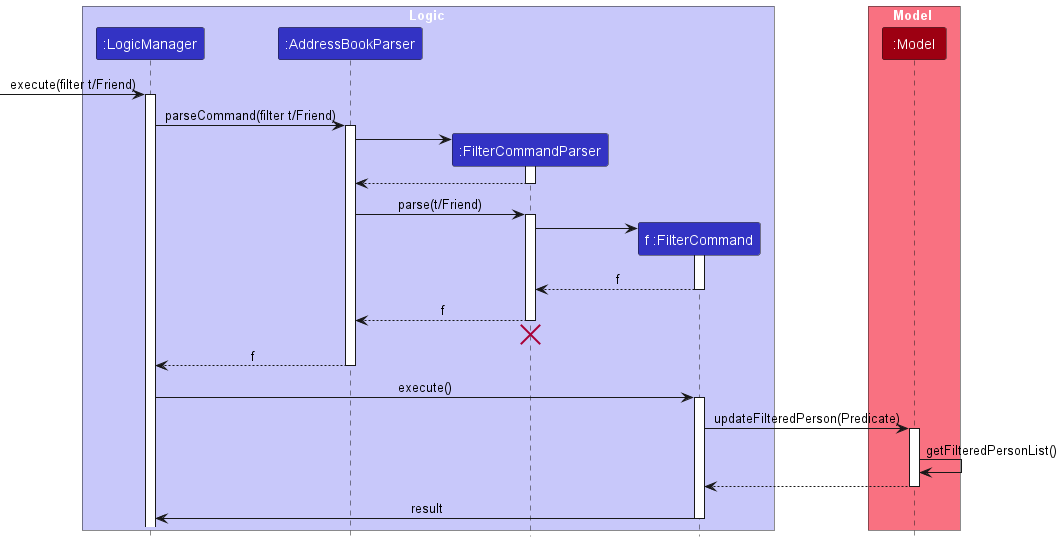 Logic
Model
:LogicManager
:AddressBookParser
:Model
execute(filter t/Friend)
parseCommand(filter t/Friend)
:FilterCommandParser
parse(t/Friend)
f :FilterCommand
f
f
f
execute()
updateFilteredPerson(Predicate)
getFilteredPersonList()
result